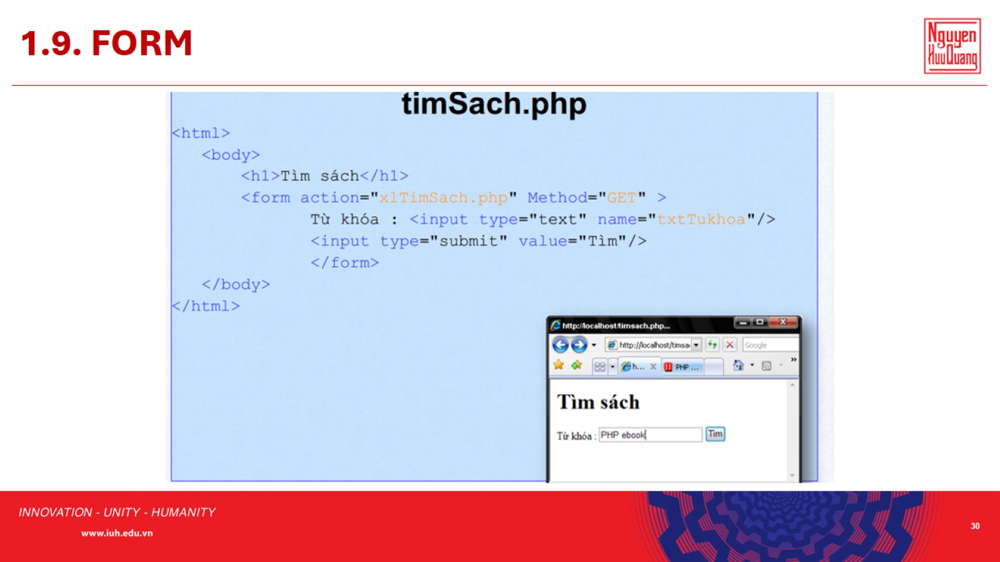 1.9. FORM
Nguyen
HuuQuang
timSach.php
<html>
<body>
<h1>Tìm sách</h1>
<form action="xlTimSach.php" Method="GET" >
Từ khóa : <input type="text" name="txtTukhoa"/>
<input type="submit" value="Tìm"/>
</form>
</body>
</html>
http://localhost/timsach.php...
http://localhost/timsa
Google
h...
PHP ...
Tìm sách
Từ khóa : PHP ebook Tìm
INNOVATION - UNITY - HUMANITY
www.iuh.edu.vn
30